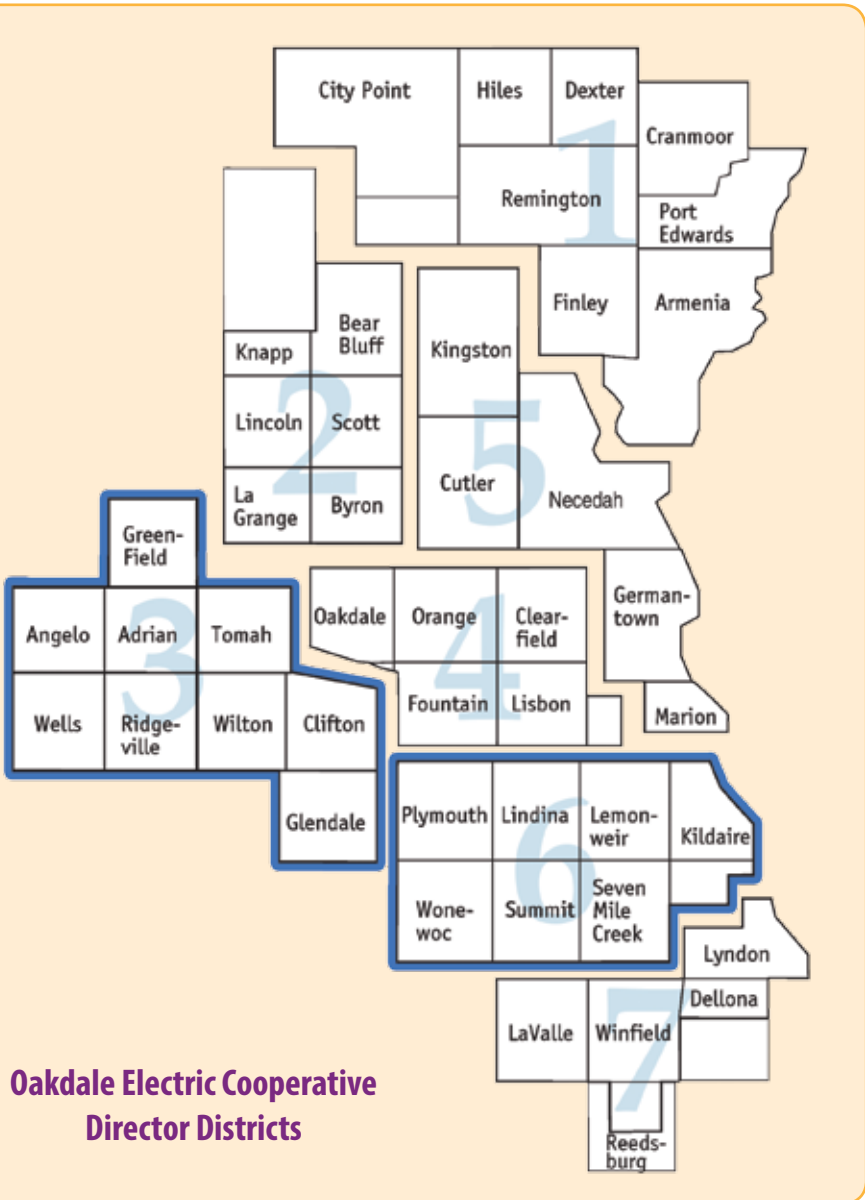 City Point
Hiles
Dexter
1
Cranmoor
Remington
Port
Edwards
Finley
Armenia
2
Bear
Bluff
Knapp
Lincoln
Scott
La
Grange
Byron
5
Kingston
Cutler
Necedah
German-
town
Marion
3
Green-
Field
Angelo
Adrian
Tomah
Wells
Ridge-
ville
Wilton
Clifton
Glendale
4
Oakdale
Orange
Clear-
field
Fountain
Lisbon
6
Plymouth
Lindina
Lemon-
weir
Kildaire
Wone-
woc
Summit
Seven
Mile
Creek
7
Lyndon
Dellona
LaValle
Winfield
Reeds-
burg
Oakdale Electric Cooperative
Director Districts